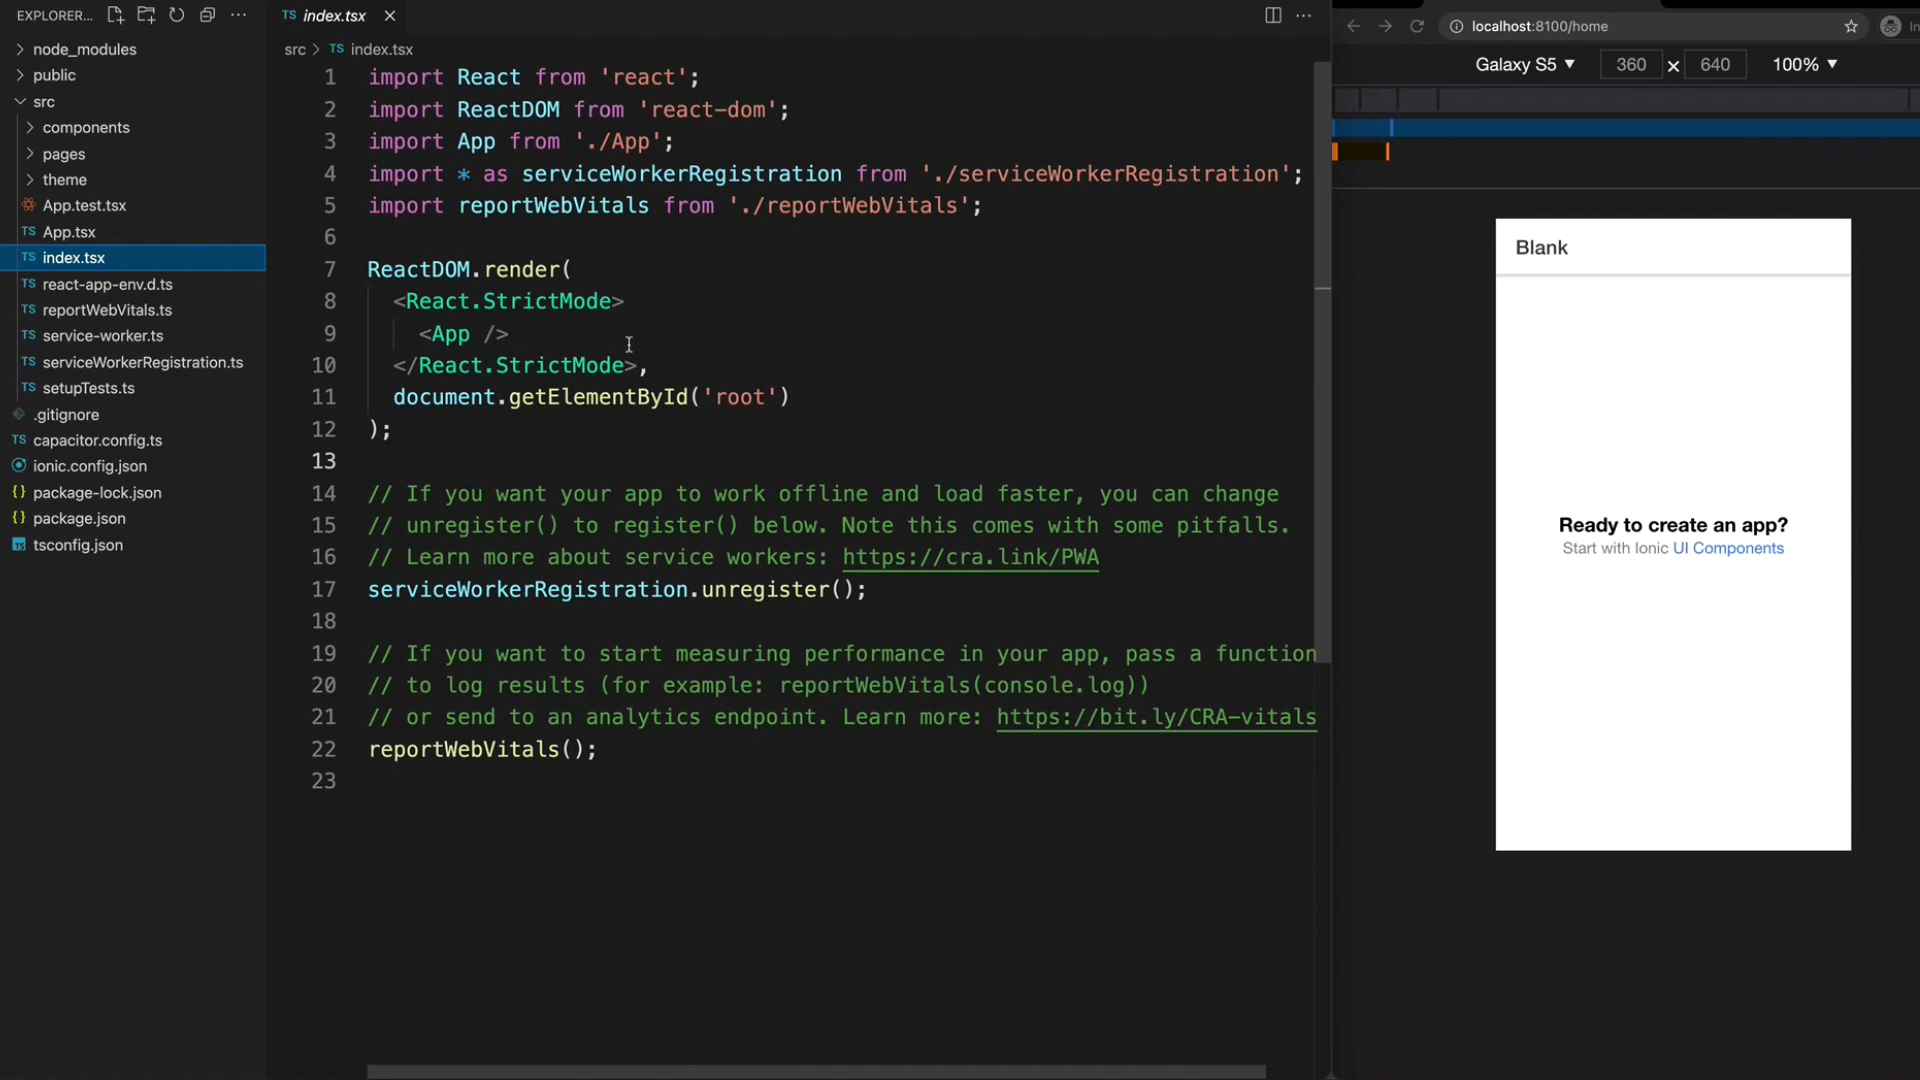 EXPLORER...
node_modules
public
src
components
pages
theme
App.test.tsx
TS App.tsx
TS index.tsx
TS react-app-env.d.ts
TS reportWebVitals.ts
TS service-worker.ts
TS serviceWorkerRegistration.ts
TS setupTests.ts
.gitignore
TS capacitor.config.ts
ionic.config.json
{} package-lock.json
{} package.json
TS tsconfig.json
TS index.tsx
src > TS index.tsx
1 import React from 'react';
2 import ReactDOM from 'react-dom';
3 import App from './App';
4 import * as serviceWorkerRegistration from './serviceWorkerRegistration';
5 import reportWebVitals from './reportWebVitals';
6
7 ReactDOM.render(
8 <React.StrictMode>
9 <App />
10 </React.StrictMode>,
11 document.getElementById('root')
12 );
13
14 // If you want your app to work offline and load faster, you can change
15 // unregister() to register() below. Note this comes with some pitfalls.
16 // Learn more about service workers: https://cra.link/PWA
17 serviceWorkerRegistration.unregister();
18
19 // If you want to start measuring performance in your app, pass a function
20 // to log results (for example: reportWebVitals(console.log))
21 // or send to an analytics endpoint. Learn more: https://bit.ly/CRA-vitals
22 reportWebVitals();
23
localhost:8100/home
In
Galaxy S5 360 × 640 100%
Blank
Ready to create an app?
Start with Ionic UI Components